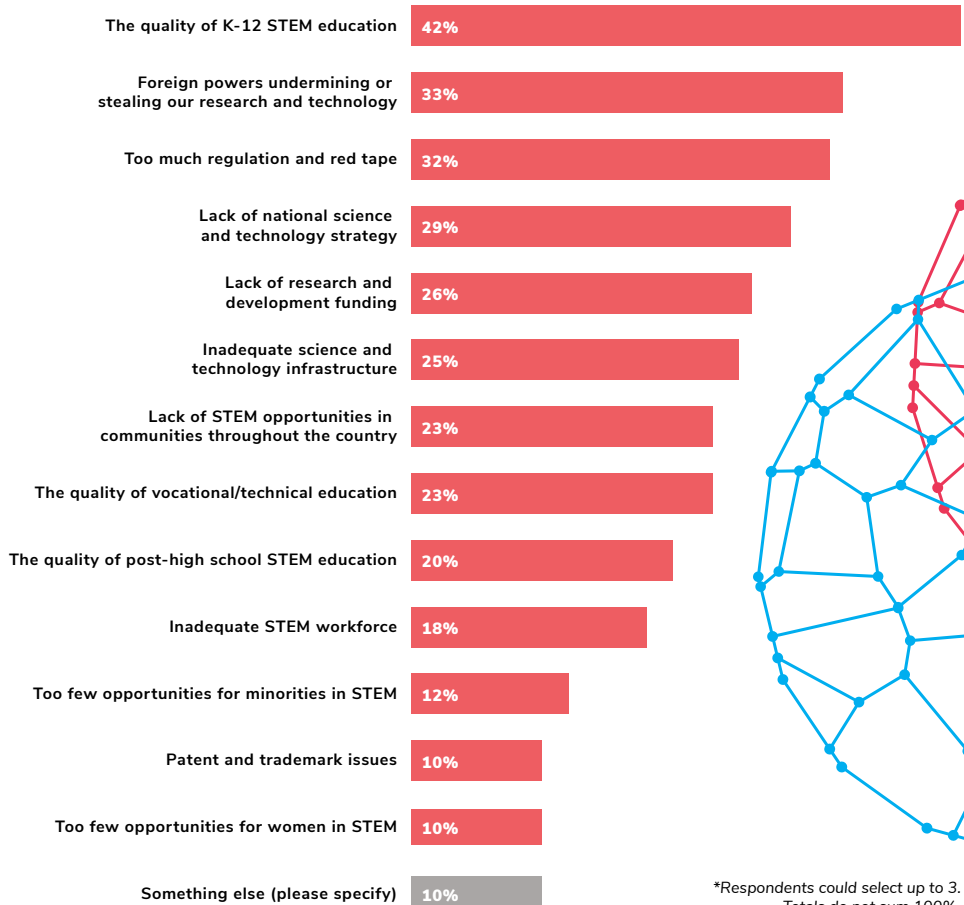 The quality of K-12 STEM education 42%
Foreign powers undermining or
stealing our research and technology 33%
Too much regulation and red tape 32%
Lack of national science
and technology strategy 29%
Lack of research and
development funding 26%
Inadequate science and
technology infrastructure 25%
Lack of STEM opportunities in
communities throughout the country 23%
The quality of vocational/technical education 23%
The quality of post-high school STEM education 20%
Inadequate STEM workforce 18%
Too few opportunities for minorities in STEM 12%
Patent and trademark issues 10%
Too few opportunities for women in STEM 10%
Something else (please specify) 10%
*Respondents could select up to 3.
Totals do not sum 100%.